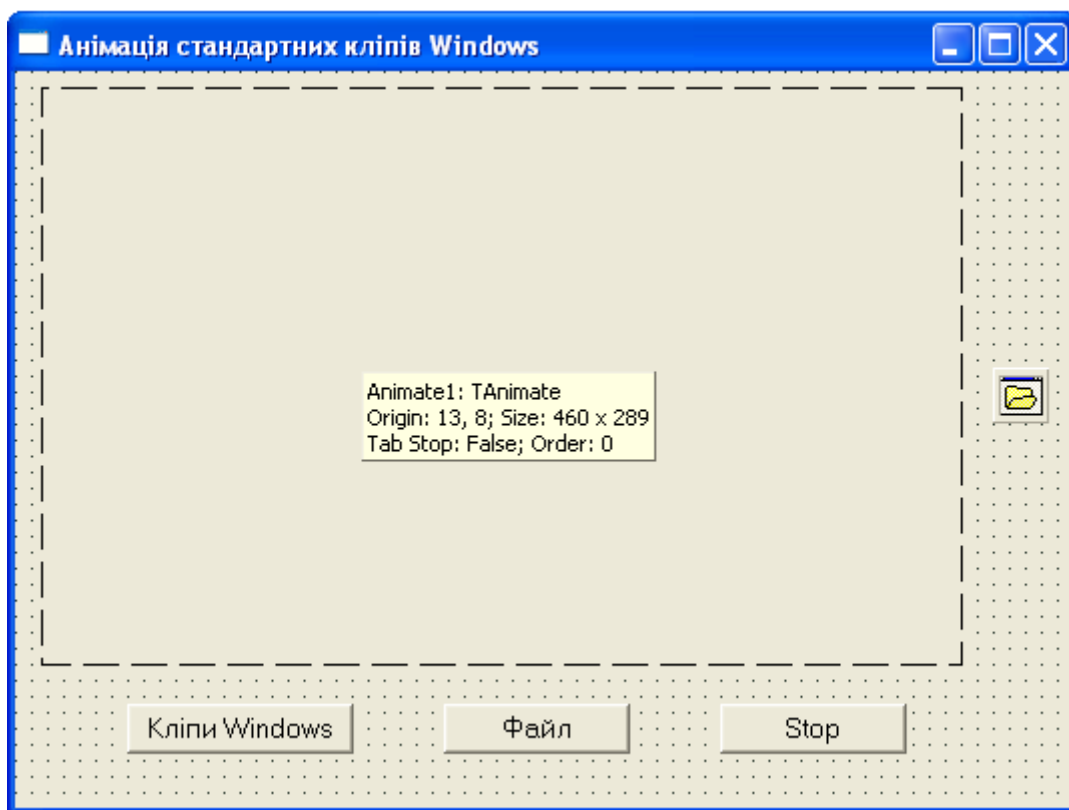 Анімація стандартних кліпів Windows
Animate1: TAnimate
Origin: 13, 8; Size: 460 x 289
Tab Stop: False; Order: 0
Кліпи Windows
Файл
Stop